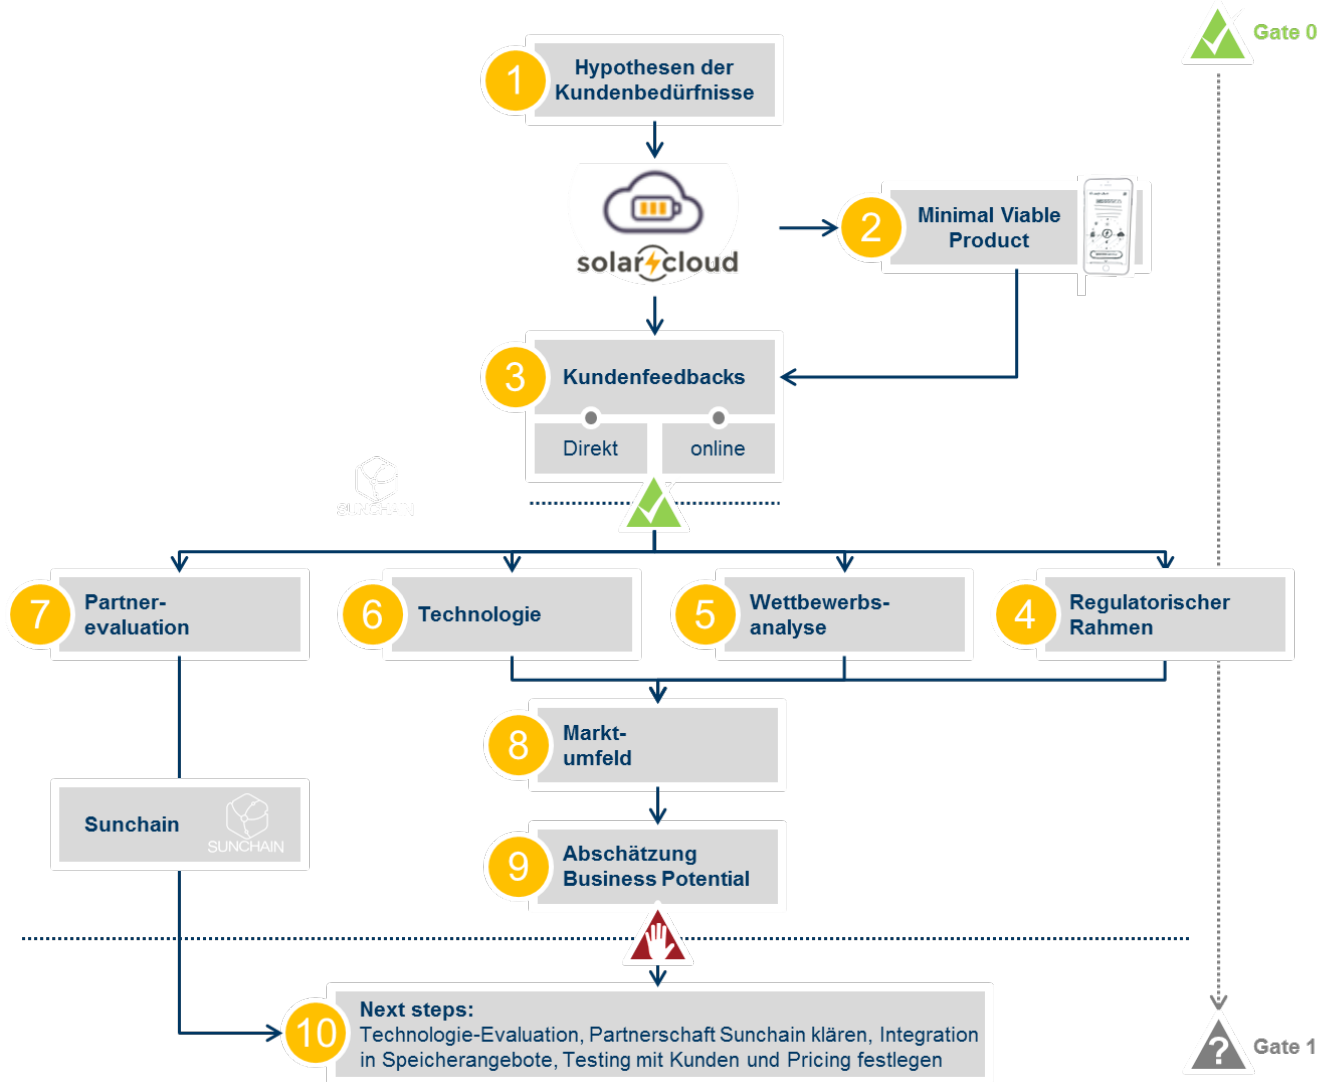 Gate 0
1
Hypothesen der
Kundenbedürfnisse
solar cloud
2
Minimal Viable
Product
3
Kundenfeedbacks
Direkt
online
SUNCHAIN
7
Partner-
evaluation
6
Technologie
5
Wettbewerbs-
analyse
4
Regulatorischer
Rahmen
8
Markt-
umfeld
Sunchain
SUNCHAIN
9
Abschätzung
Business Potential
10
Next steps:
Technologie-Evaluation, Partnerschaft Sunchain klären, Integration
in Speicherangebote, Testing mit Kunden und Pricing festlegen
?
Gate 1